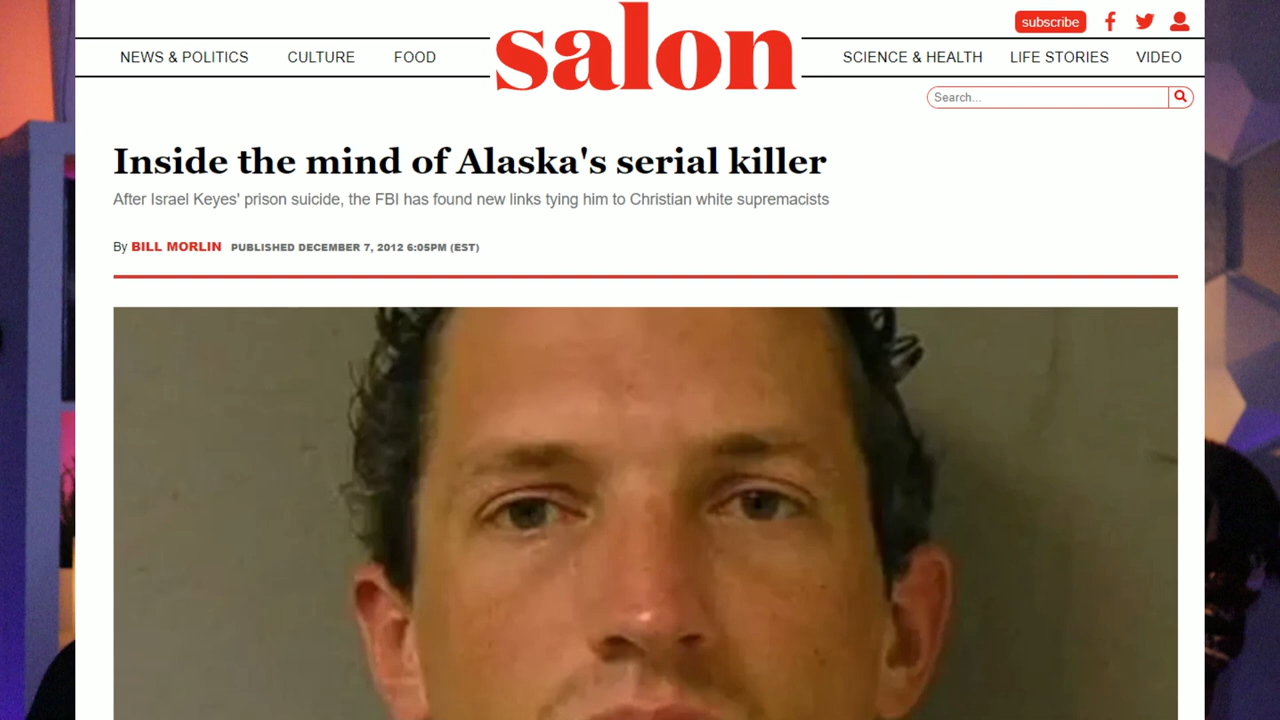 subscribe
NEWS & POLITICS CULTURE FOOD salon SCIENCE & HEALTH LIFE STORIES VIDEO
Search...
Inside the mind of Alaska's serial killer
After Israel Keyes' prison suicide, the FBI has found new links tying him to Christian white supremacists
By BILL MORLIN PUBLISHED DECEMBER 7, 2012 6:05PM (EST)